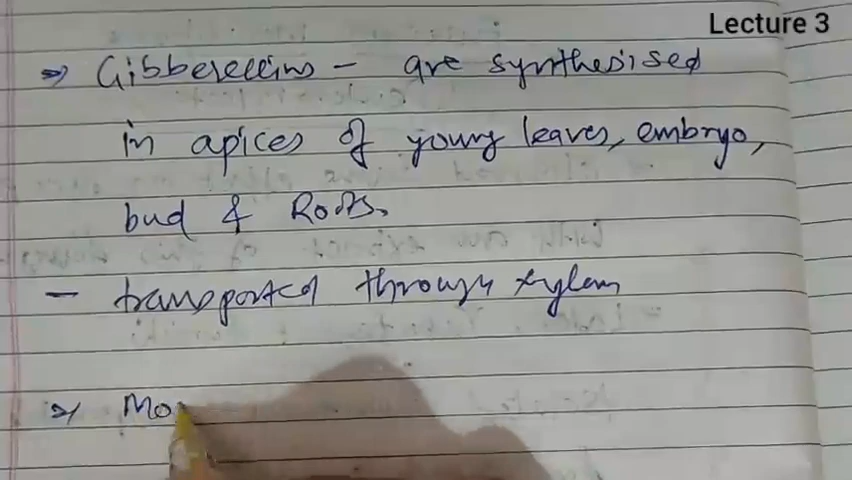 Lecture 3
⇒ Gibberellins - are synthesised
in apices of young leaves, embryo,
bud & Roots.
- transported through xylem
⇒ Mo